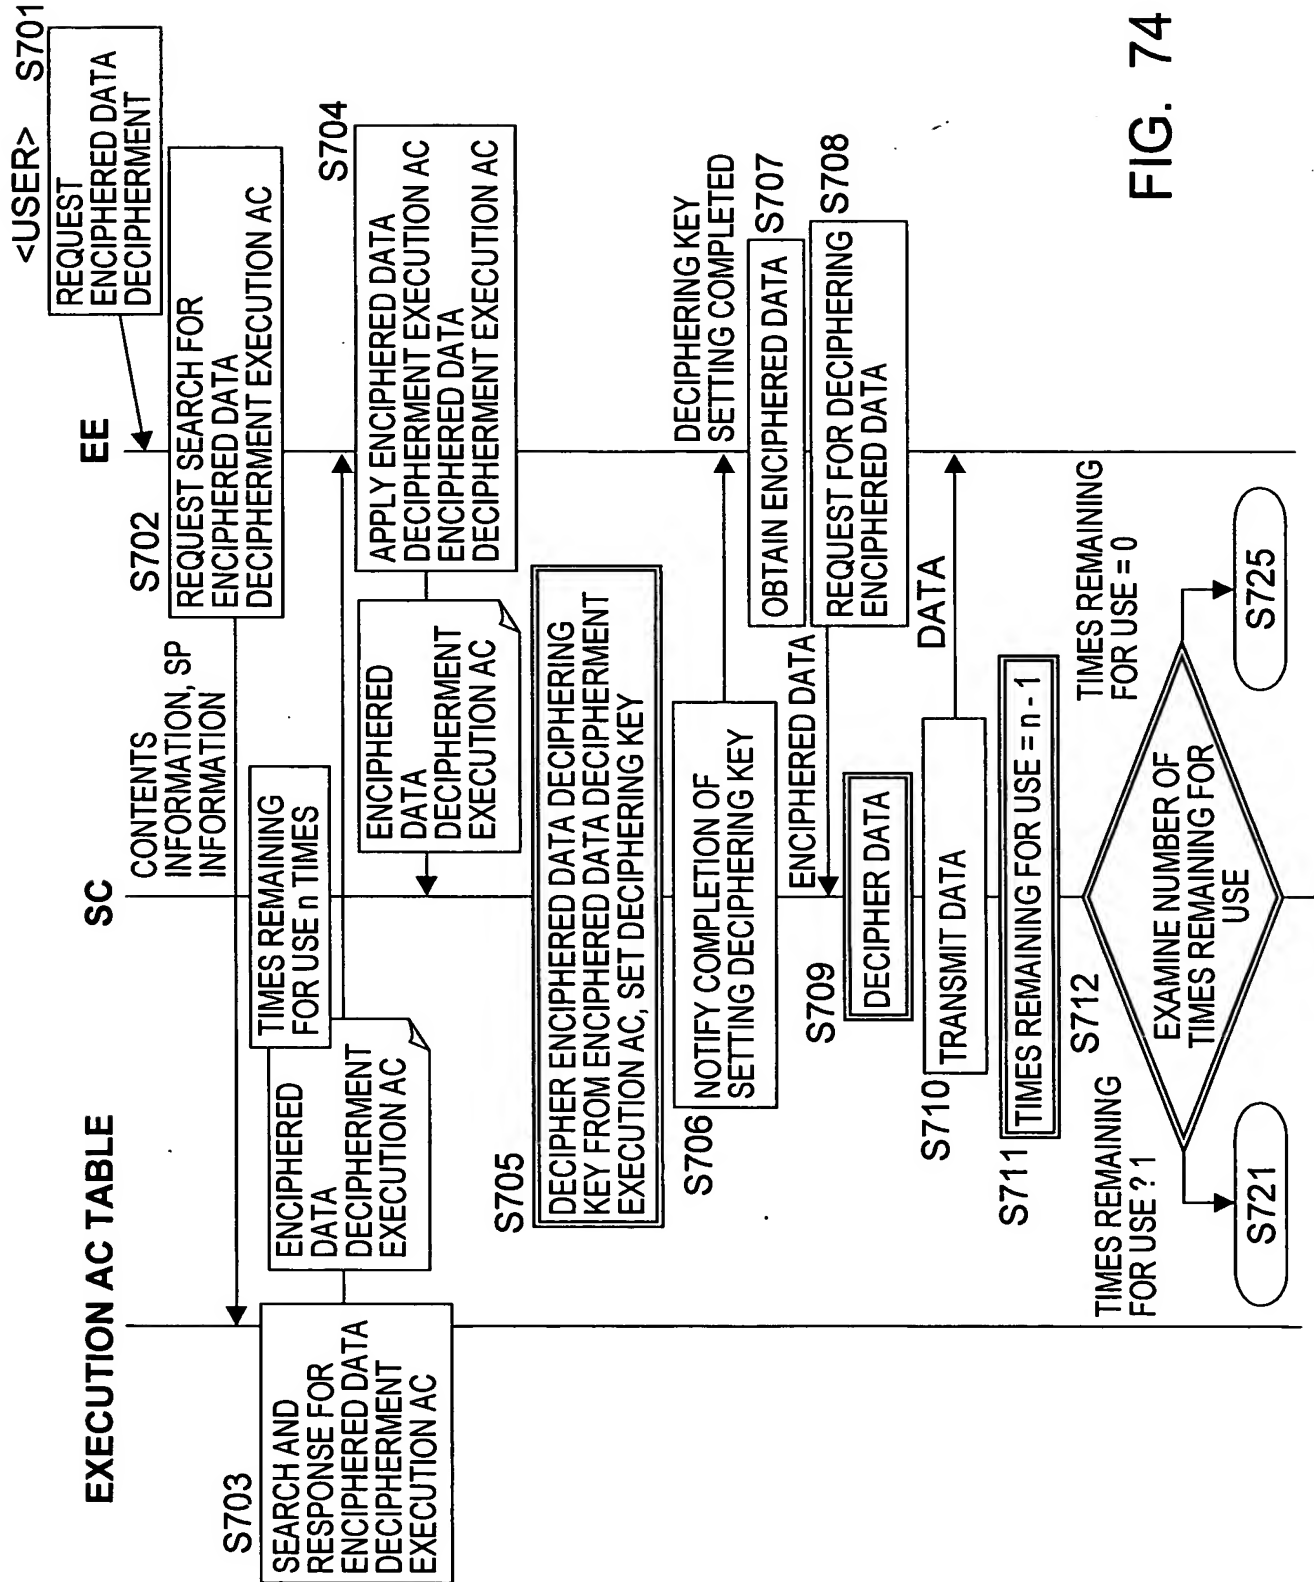 EXECUTION AC TABLE
SC
EE
<USER>
S701
REQUEST
ENCIPHERED DATA
DECIPHERMENT
S702
REQUEST SEARCH FOR
ENCIPHERED DATA
DECIPHERMENT EXECUTION AC
CONTENTS
INFORMATION, SP
INFORMATION
S703
SEARCH AND
RESPONSE FOR
ENCIPHERED DATA
DECIPHERMENT
EXECUTION AC
TIMES REMAINING
FOR USE n TIMES
ENCIPHERED
DATA
DECIPHERMENT
EXECUTION AC
S704
APPLY ENCIPHERED DATA
DECIPHERMENT EXECUTION AC
ENCIPHERED DATA
DECIPHERMENT EXECUTION AC
ENCIPHERED
DATA
DECIPHERMENT
EXECUTION AC
S705
DECIPHER ENCIPHERED DATA DECIPHERING
KEY FROM ENCIPHERED DATA DECIPHERMENT
EXECUTION AC, SET DECIPHERING KEY
S706
NOTIFY COMPLETION OF
SETTING DECIPHERING KEY
DECIPHERING KEY
SETTING COMPLETED
OBTAIN ENCIPHERED DATA
S707
REQUEST FOR DECIPHERING
ENCIPHERED DATA
S708
ENCIPHERED DATA
S709
DECIPHER DATA
S710
TRANSMIT DATA
DATA
S711
TIMES REMAINING FOR USE = n - 1
S712
EXAMINE NUMBER OF
TIMES REMAINING FOR
USE
TIMES REMAINING
FOR USE ? 1
S721
TIMES REMAINING
FOR USE = 0
S725
FIG. 74